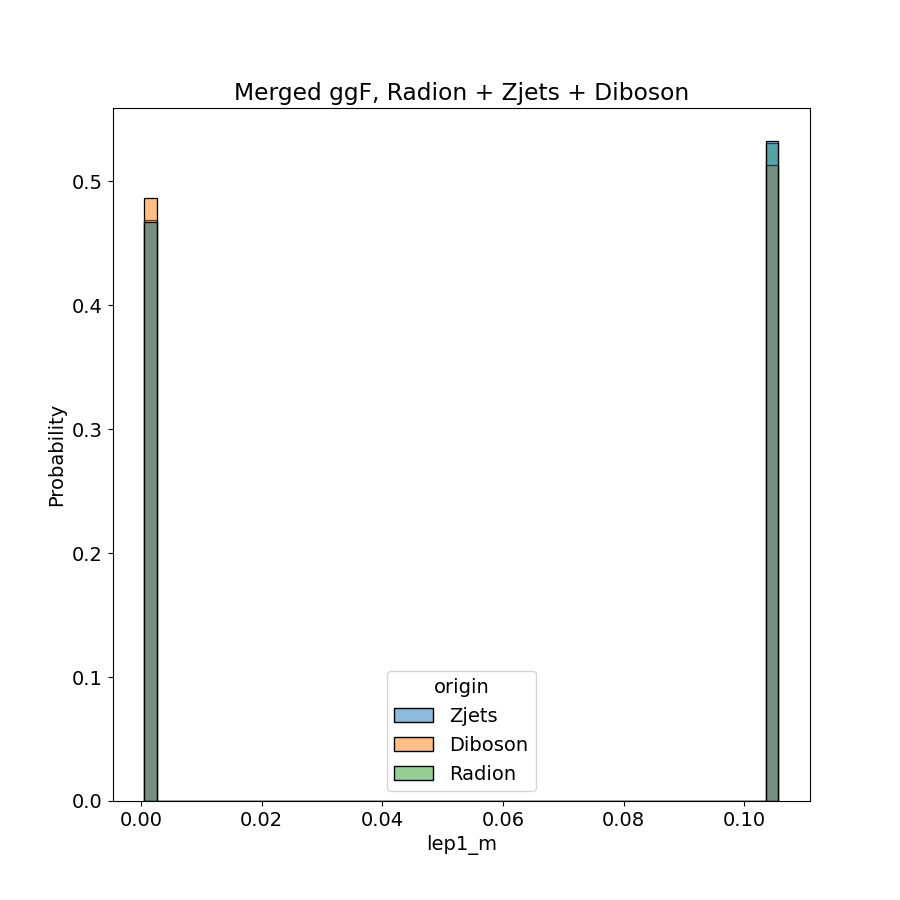 Merged ggF, Radion + Zjets + Diboson
Probability
0.5
0.4
0.3
0.2
0.1
0.0
origin
Zjets
Diboson
Radion
0.00 0.02 0.04 0.06 0.08 0.10
lep1_m